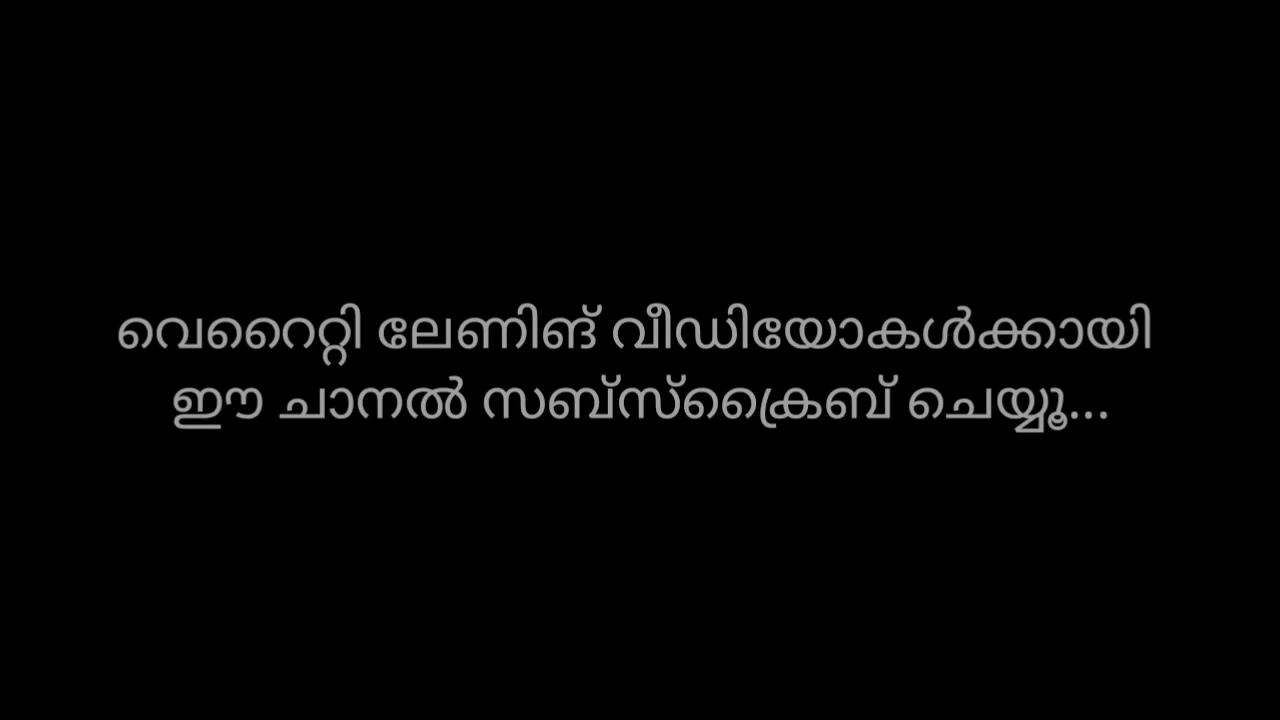 വെറൈറ്റി ലേണിങ് വീഡിയോകൾക്കായി
ഈ ചാനൽ സബ്സ്ക്രൈബ് ചെയ്യൂ...